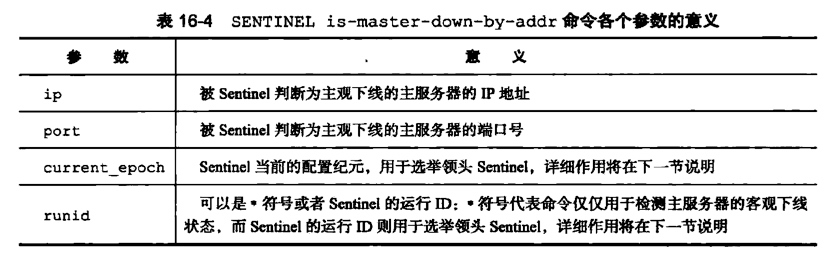 表 16-4 SENTINEL is-master-down-by-addr 命令各个参数的意义
参 数 意 义
ip 被 Sentinel 判断为主观下线的主服务器的 IP 地址
port 被 Sentinel 判断为主观下线的主服务器的端口号
current_epoch Sentinel 当前的配置纪元，用于选举领头 Sentinel，详细作用将在下一节说明
runid 可以是 * 符号或者 Sentinel 的运行 ID：* 符号代表命令仅仅用于检测主服务器的客观下线
状态，而 Sentinel 的运行 ID 则用于选举领头 Sentinel，详细作用将在下一节说明